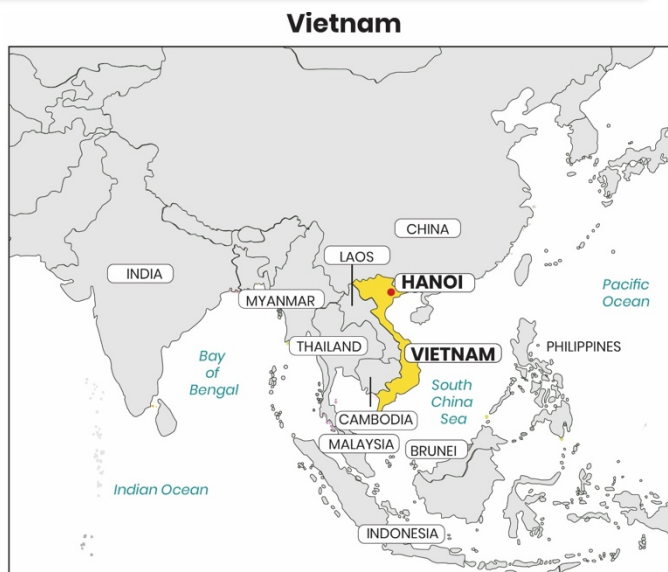 Vietnam
CHINA
LAOS
INDIA
HANOI
MYANMAR
Pacific
Ocean
THAILAND
VIETNAM
PHILIPPINES
Bay
of
Bengal
South
China
Sea
CAMBODIA
MALAYSIA
BRUNEI
Indian Ocean
INDONESIA